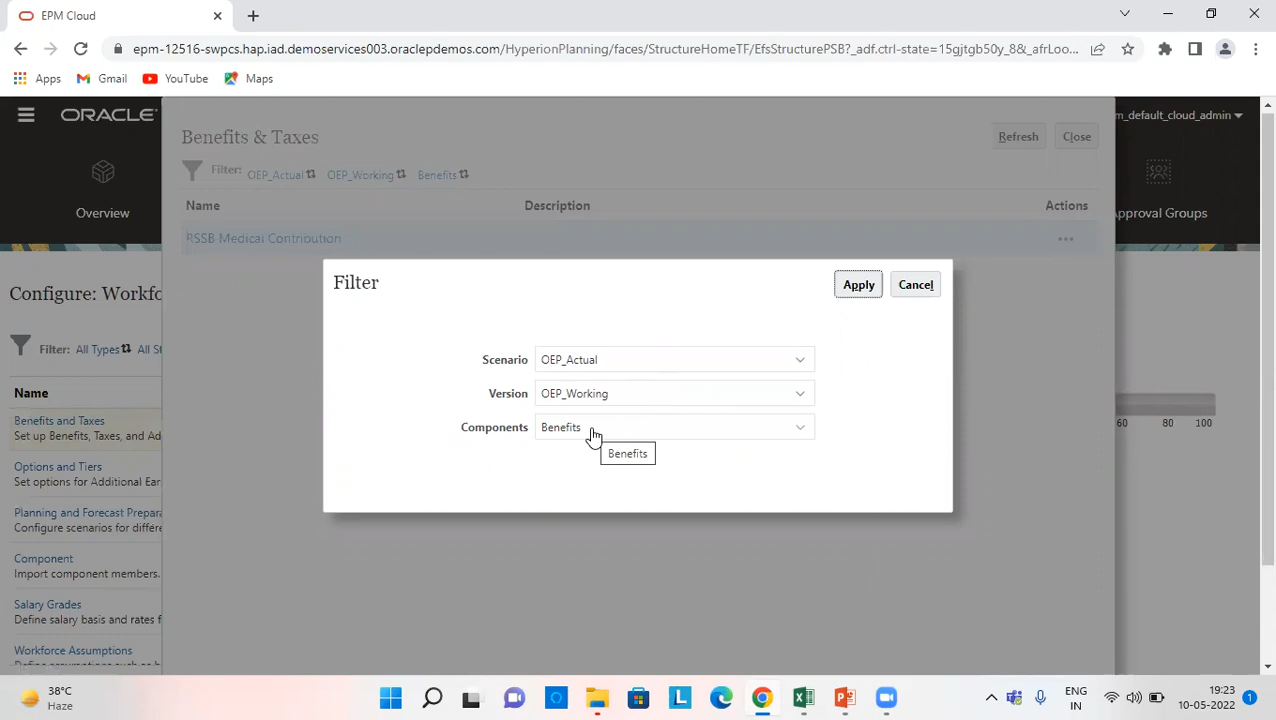 EPM Cloud
epm-12516-swpcs.hap.iad.demoservices003.oraclepdemos.com/HyperionPlanning/faces/StructureHomeTF/EfsStructurePSB?_adf.ctrl-state=15gjtgb50y_8&_afrLoo...
Apps Gmail YouTube Maps
ORACLE
m_default_cloud_admin
Overview
Approval Groups
Benefits & Taxes
Refresh Close
Filter: OEP_Actual OEP_Working Benefits
Name Description Actions
RSSB Medical Contribution
Filter
Apply Cancel
Scenario OEP_Actual
Version OEP_Working
Components Benefits
Benefits
Configure: Workfo
Filter: All Types All S
Name
Benefits and Taxes
Set up Benefits, Taxes, and Ad
Options and Tiers
Set options for Additional Ear
Planning and Forecast Prepara
Configure scenarios for differe
Component
Import component members.
Salary Grades
Define salary basis and rates f
Workforce Assumptions
60 80 100
38°C
Haze
ENG
IN
19:23
10-05-2022
1